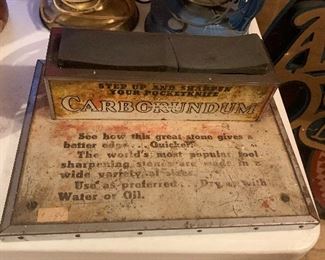 STEP UP AND SHARPEN
YOUR POCKETKNIFE
CARBORUNDUM
See how this great stone gives a
better edge... Quicker.
The world's most popular tool
sharpening stones are made in a
wide variety of sizes.
Use as preferred... Dry or with
Water or Oil.